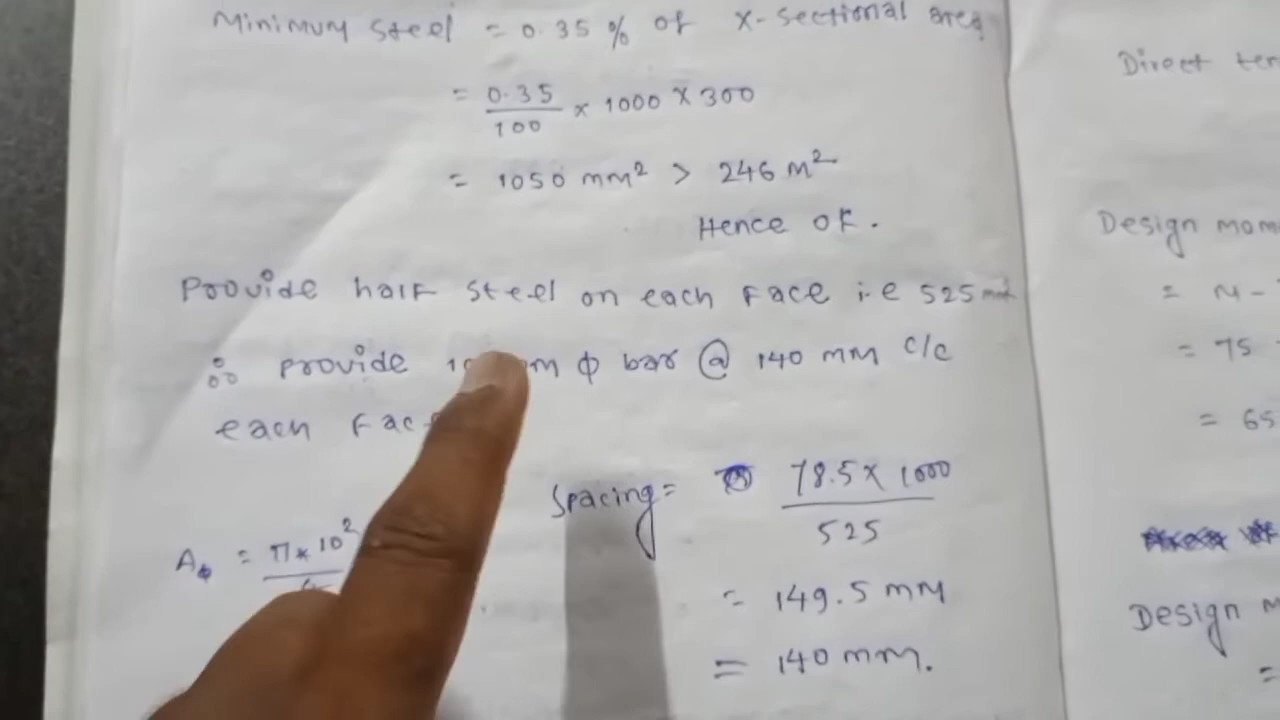 Minimum steel = 0.35 % of x-sectional area
= 0.35/100 x 1000 x 300
= 1050 mm² > 246 m²
Hence OK.
Provide half steel on each Face i.e 525
∴ provide bar @ 140 mm c/c
each
Spacing = 78.5 x 1000 / 525
= 149.5 mm
= 140 mm.
A = π x 10²
Direct
Design
= M -
= 75
= 65
Design
=